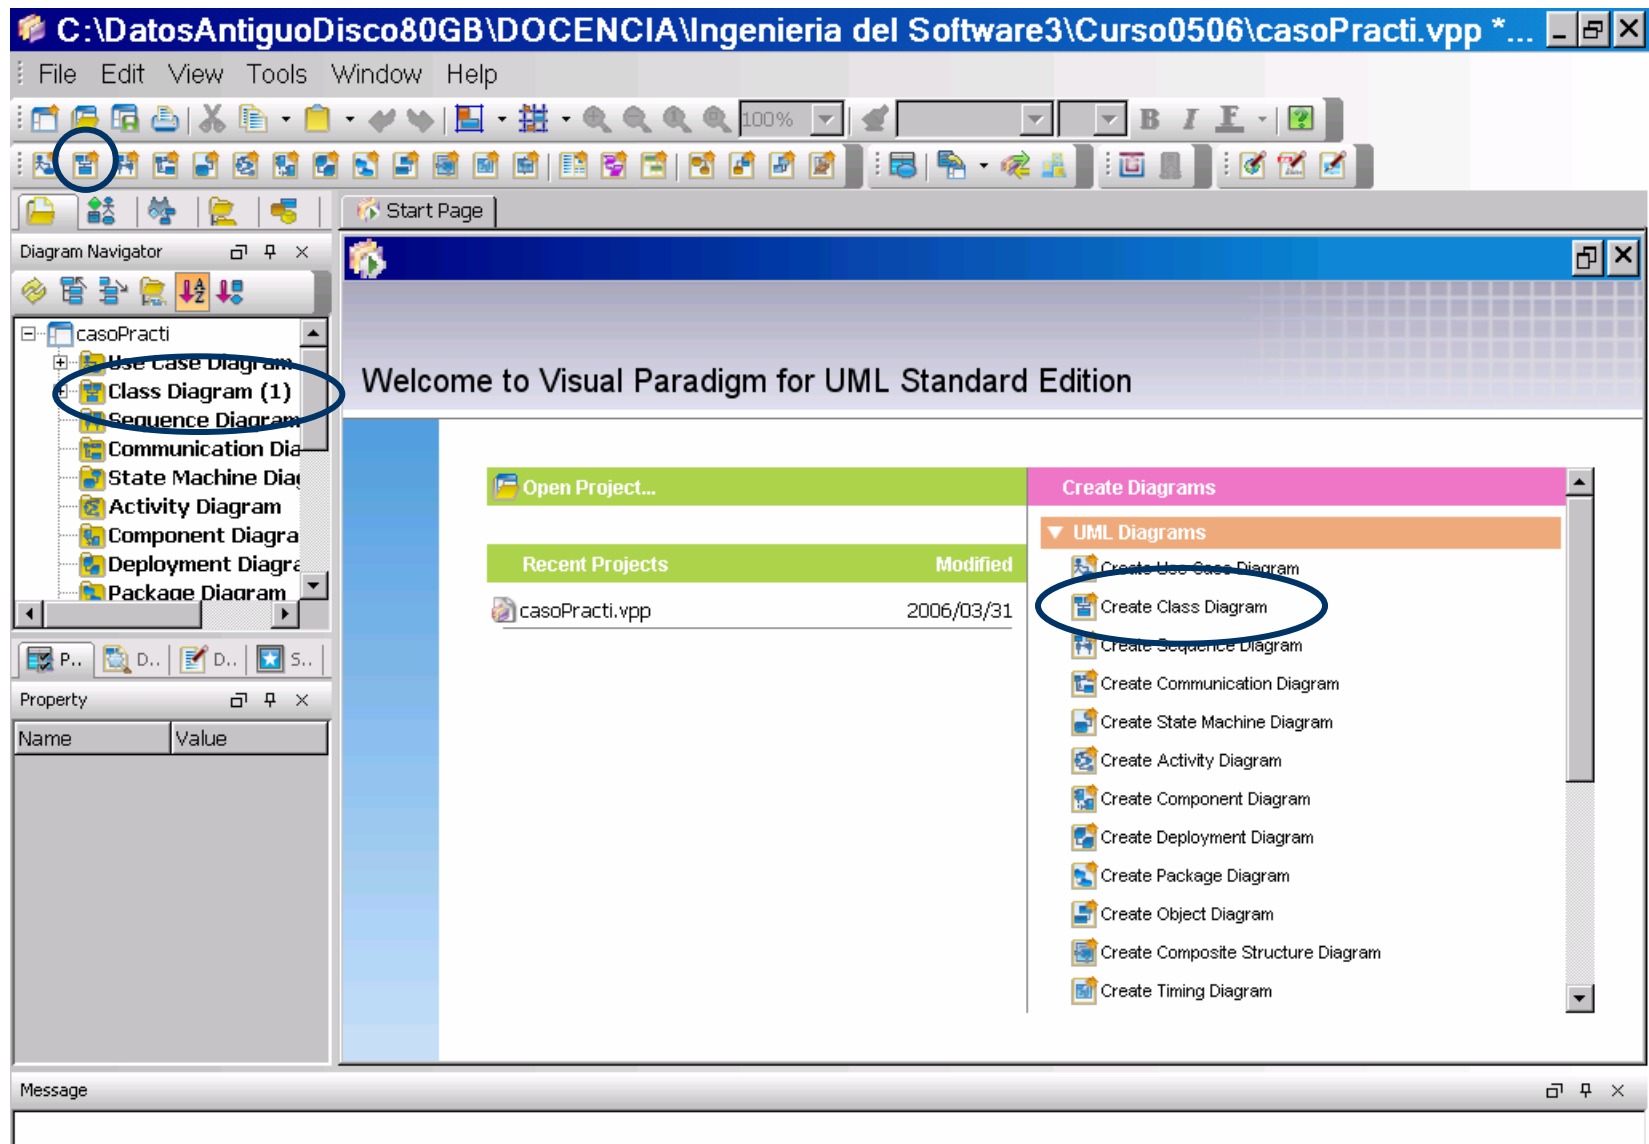 C:\DatosAntiguoDisco80GB\DOCENCIA\Ingenieria del Software3\Curso0506\casoPracti.vpp *...
File Edit View Tools Window Help
100% B I F
Start Page
Diagram Navigator
casoPracti
Use Case Diagram
Class Diagram (1)
Sequence Diagram
Communication Dia
State Machine Diag
Activity Diagram
Component Diagra
Deployment Diagra
Package Diagram
P.. D.. D.. S..
Property
Name Value
Welcome to Visual Paradigm for UML Standard Edition
Open Project...
Recent Projects Modified
casoPracti.vpp 2006/03/31
Create Diagrams
UML Diagrams
Create Use Case Diagram
Create Class Diagram
Create Sequence Diagram
Create Communication Diagram
Create State Machine Diagram
Create Activity Diagram
Create Component Diagram
Create Deployment Diagram
Create Package Diagram
Create Object Diagram
Create Composite Structure Diagram
Create Timing Diagram
Message